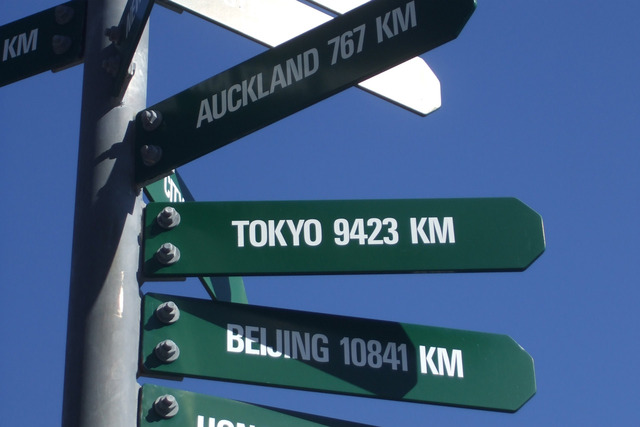 KM
AUCKLAND 767 KM
TOKYO 9423 KM
BEIJING 10841 KM